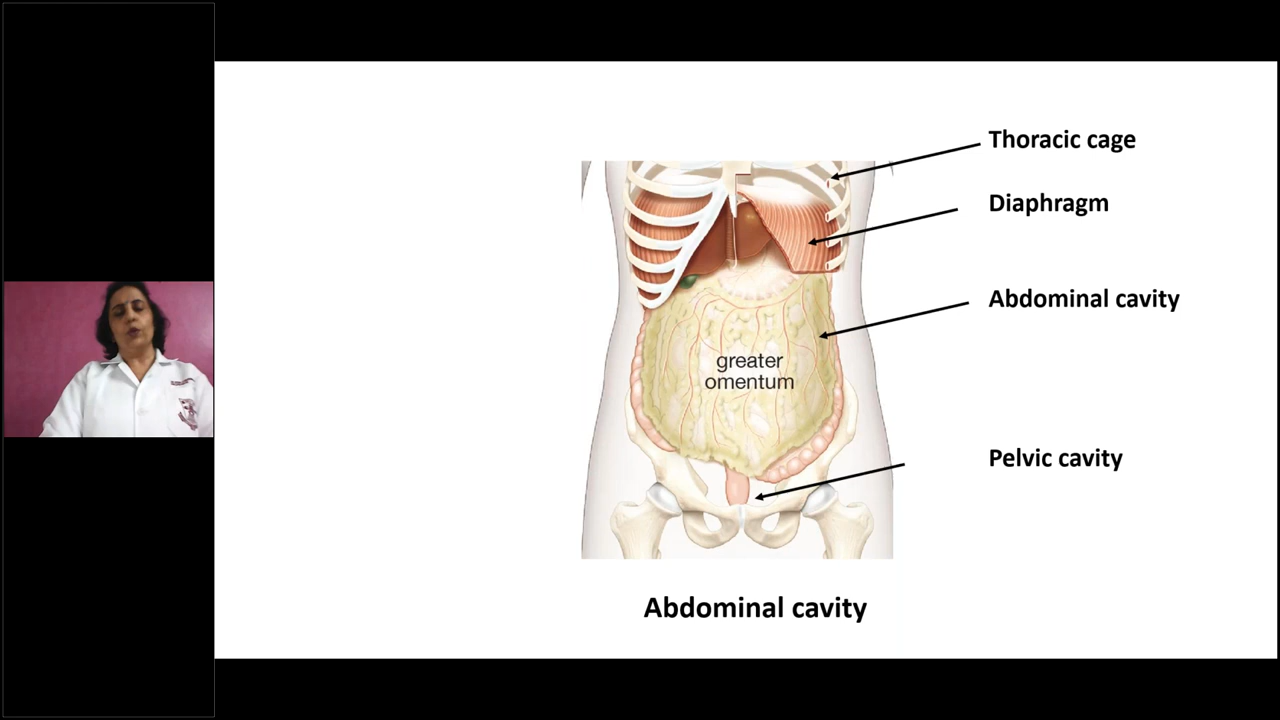 Thoracic cage
Diaphragm
Abdominal cavity
greater
omentum
Pelvic cavity
Abdominal cavity